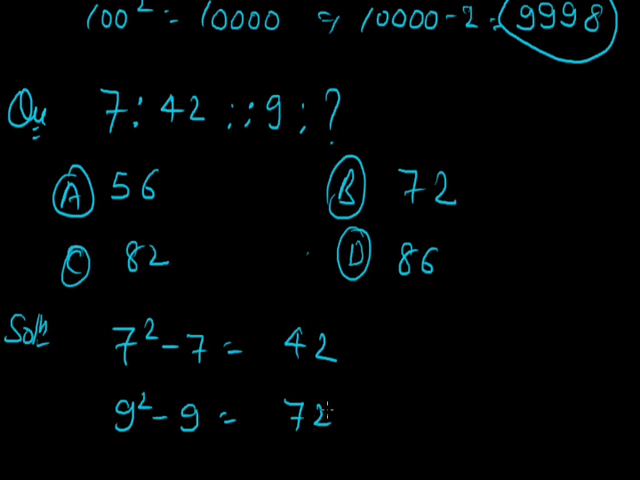 100² = 10000 ⇒ 10000-2 = 9998
Qu 7 : 42 :: 9 : ?
A 56 B 72
C 82 D 86
Soln 7² - 7 = 42
9² - 9 = 72